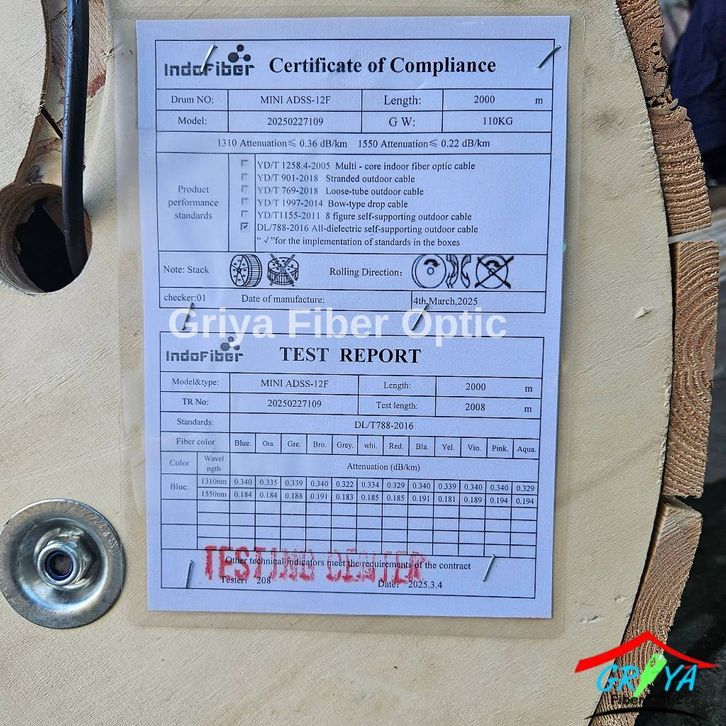 IndoFiber Certificate of Compliance
Drum NO: MINI ADSS-12F Length: 2000 m
Model: 20250227109 G W: 110KG
1310 Attenuation≤ 0.36 dB/km 1550 Attenuation≤ 0.22 dB/km
Product performance standards
YD/T 1258.4-2005 Multi - core indoor fiber optic cable
YD/T 901-2018 Stranded outdoor cable
YD/T 769-2018 Loose-tube outdoor cable
YD/T 1997-2014 Bow-type drop cable
YD/T1155-2011 8 figure self-supporting outdoor cable
DL/788-2016 All-dielectric self-supporting outdoor cable
“√”for the implementation of standards in the boxes
Note: Stack Rolling Direction:
checker:01 Date of manufacture: 4th,March,2025
Griya Fiber Optic
IndoFiber TEST REPORT
Model&type: MINI ADSS-12F Length: 2000 m
TR No: 20250227109 Test length: 2008 m
Standards: DL/T788-2016
Fiber color Blue. Ora. Gre. Bro. Grey. whi. Red. Bla. Yel. Vio. Pink. Aqua.
Color Wavel ngth Attenuation (dB/km)
Blue. 1310nm 0.340 0.335 0.339 0.340 0.322 0.334 0.329 0.340 0.339 0.340 0.340 0.329
1550nm 0.184 0.184 0.188 0.191 0.183 0.185 0.185 0.191 0.181 0.189 0.194 0.194
Other technical indicators meet the requirements of the contract
TESTING CENTER
Tester: 208 Date: 2025.3.4
GRIYA
Fiber Optic